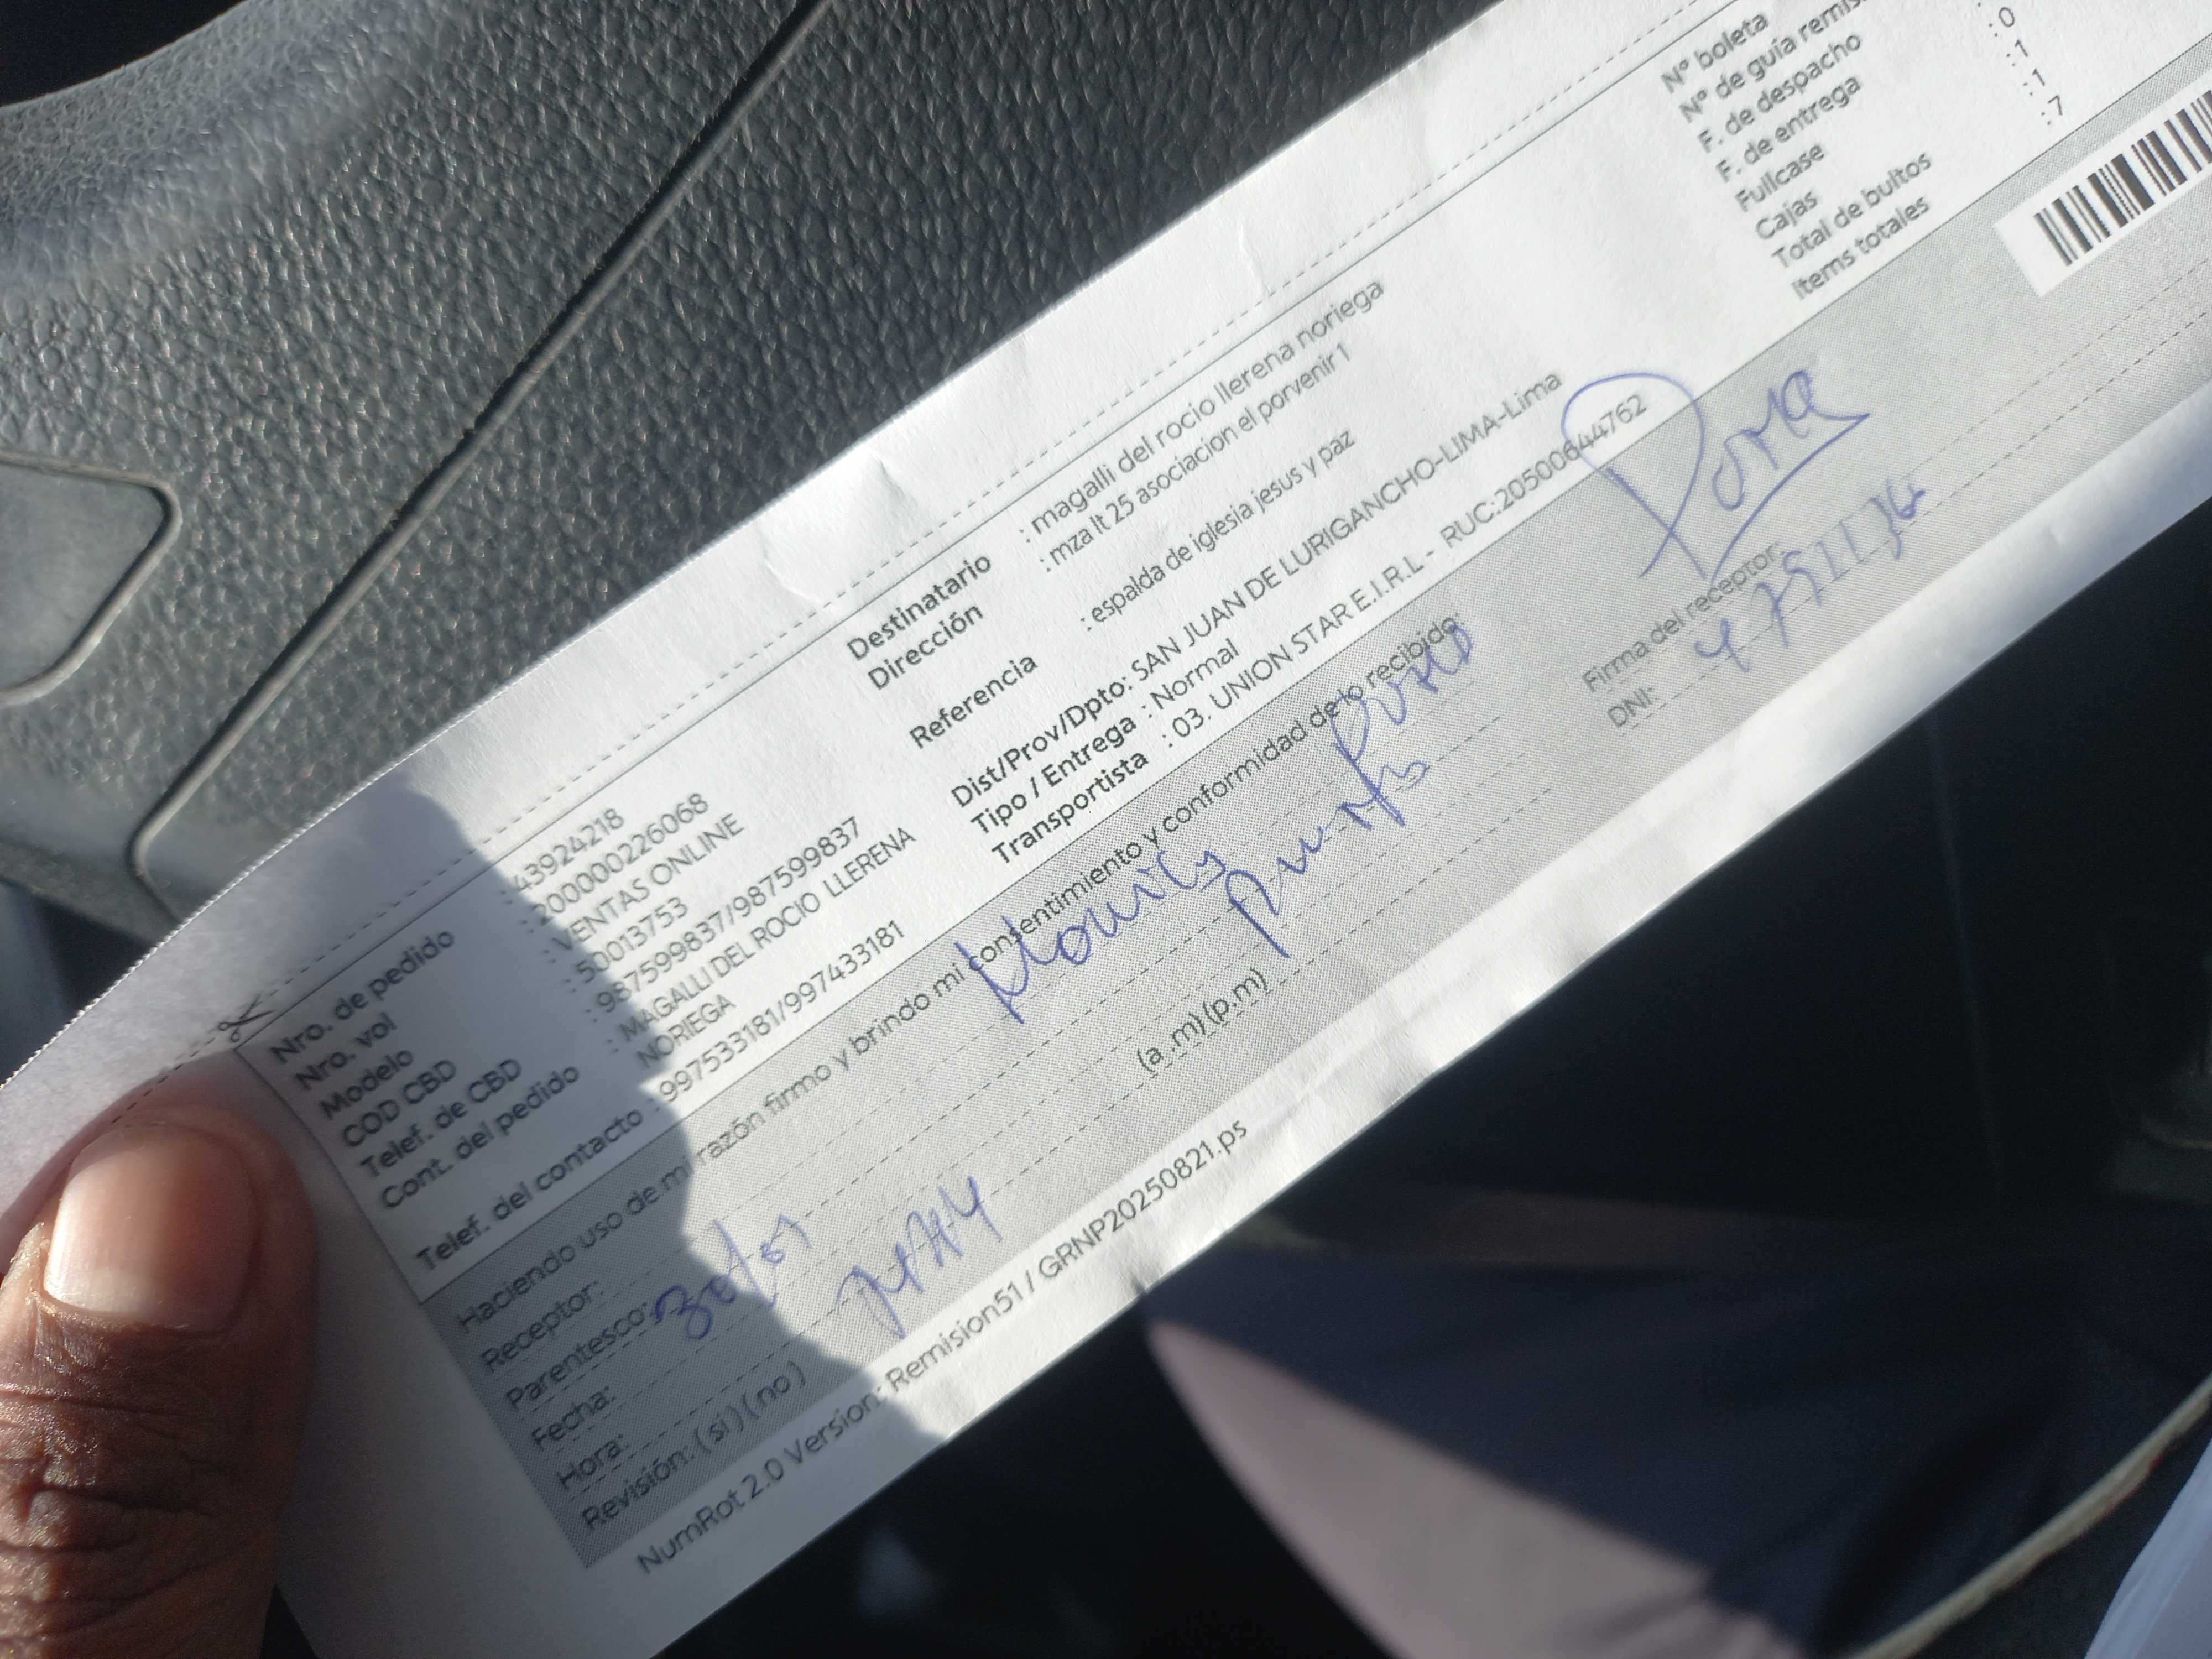 Nro. de pedido : 43924218
Nro. vol : 200000226068
Modelo : VENTAS ONLINE
COD CBD : 50013753
Telef. de CBD : 987599837/987599837
Cont. del pedido : MAGALLI DEL ROCIO LLERENA
NORIEGA
Telef. del contacto : 997533181/997433181
Destinatario : magalli del rocio llerena noriega
Dirección : mza lt 25 asociacion el porvenir 1
Referencia : espalda de iglesia jesus y paz
Dist/Prov/Dpto: SAN JUAN DE LURIGANCHO-LIMA-Lima
Tipo / Entrega : Normal
Transportista : 03. UNION STAR E.I.R.L - RUC:20500644762
N° boleta
N° de guía remis
F. de despacho
F. de entrega
Fullcase : 0
Cajas : 1
Total de bultos : 1
Items totales : 7
Haciendo uso de mi razón firmo y brindo mi consentimiento y conformidad de lo recibido:
Receptor:
Parentesco:
Fecha:
Hora: (a .m) (p.m)
Revisión: ( si ) ( no )
Firma del receptor:
DNI:
NumRot 2.0 Version: Remision51 / GRNP20250821.ps